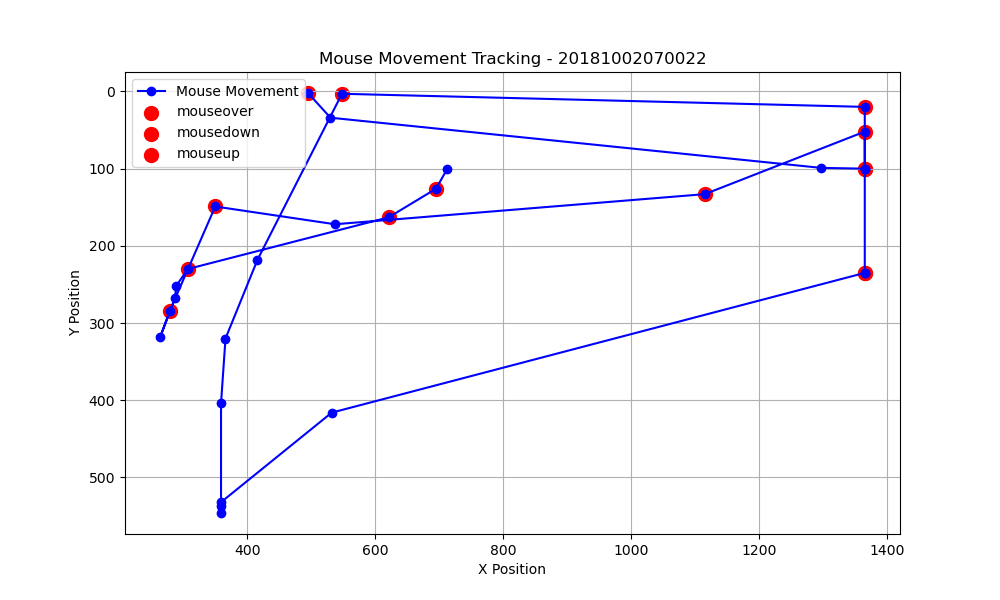 Mouse Movement Tracking - 20181002070022
Mouse Movement
mouseover
mousedown
mouseup
0
100
200
300
400
500
Y Position
400
600
800
1000
1200
1400
X Position